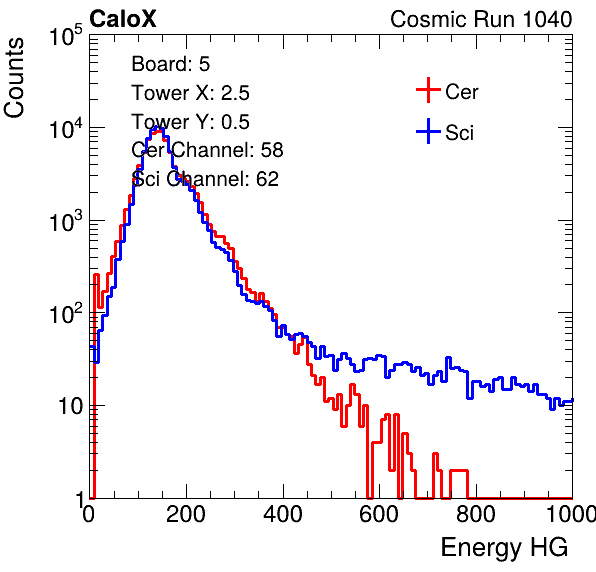 CaloX Cosmic Run 1040
Counts
10^5
10^4
10^3
10^2
10
1
Board: 5
Tower X: 2.5
Tower Y: 0.5
Cer Channel: 58
Sci Channel: 62
Cer
Sci
0 200 400 600 800 1000
Energy HG